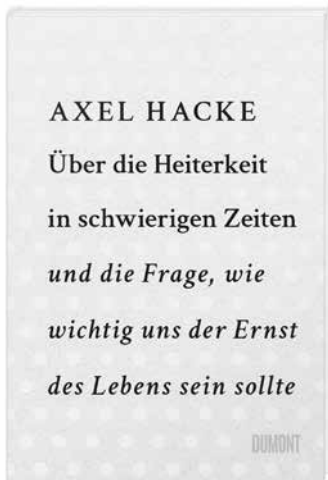 AXEL HACKE
Über die Heiterkeit
in schwierigen Zeiten
und die Frage, wie
wichtig uns der Ernst
des Lebens sein sollte
DUMONT